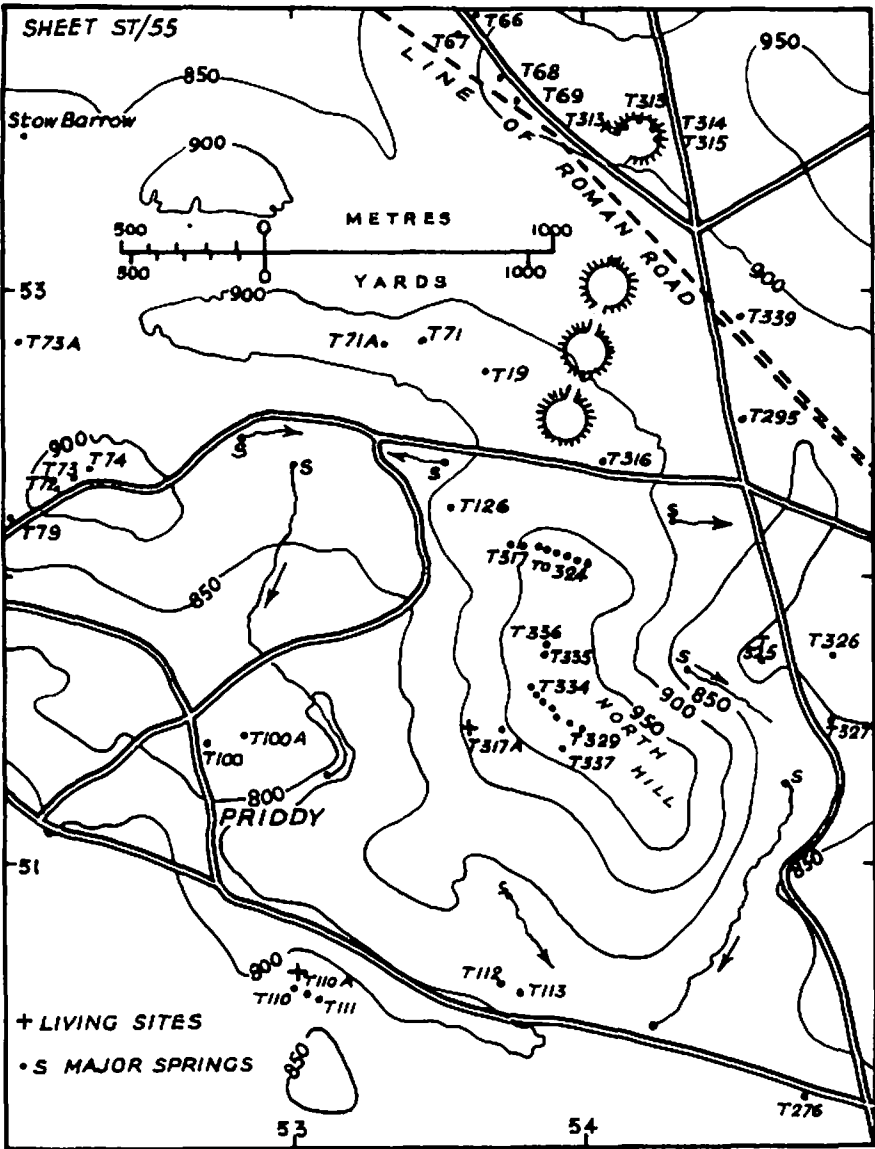 SHEET ST/55
T66
T67
T68
T69
LINE OF ROMAN ROAD
T313
T313
T314
T315
950
850
Stow Barrow
900
500 0 METRES 1000
500 0 YARDS 1000
900
53
900
T339
T73A
T71A
T71
T19
T295
900
T74
T73
T72
T79
S
S
S
T316
S
T126
T317 TO 324
850
T336
T335
T334
T329
T337
NORTH HILL
S
T
325
T326
T327
950
900
850
T100
T100A
T317A
800
PRIDDY
S
51
850
S
800
T110A
T110
T111
T112
T113
+ LIVING SITES
• S MAJOR SPRINGS
850
T276
53
54